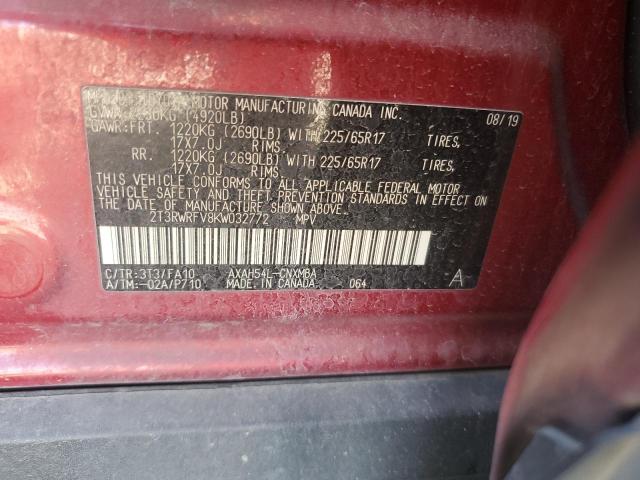 MOTOR MANUFACTURING CANADA INC.
(4920LB) 08/19
GAWR:FRT. 1220KG (2690LB) WITH 225/65R17 TIRES,
17X7.0J RIMS.
RR. 1220KG (2690LB) WITH 225/65R17 TIRES,
17X7.0J RIMS.
THIS VEHICLE CONFORMS TO ALL APPLICABLE FEDERAL MOTOR
VEHICLE SAFETY AND THEFT PREVENTION STANDARDS IN EFFECT
ON THE DATE OF MANUFACTURE SHOWN ABOVE.
2T3RWRFV8KW032772 MPV
C/TR:3T3/FA10 AXAH54L-CNXMBA
A/TM:-02A/P710 MADE IN CANADA 064 A